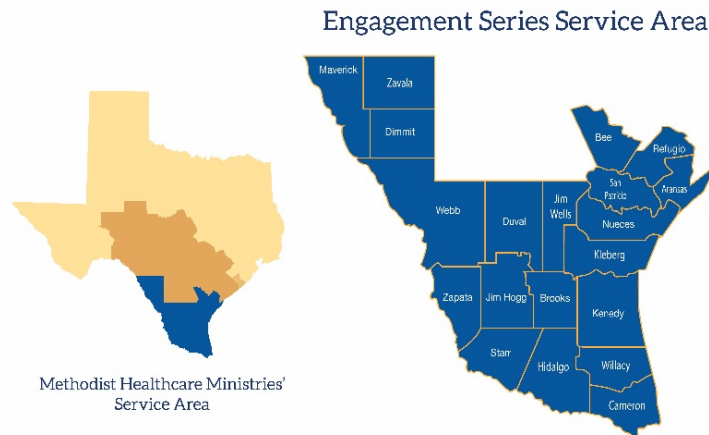 Engagement Series Service Area
Maverick
Zavala
Dimmit
Bee
Refugio
San
Patricio
Aransas
Webb
Duval
Jim
Wells
Nueces
Kleberg
Zapata
Jim Hogg
Brooks
Kenedy
Starr
Hidalgo
Willacy
Cameron
Methodist Healthcare Ministries'
Service Area